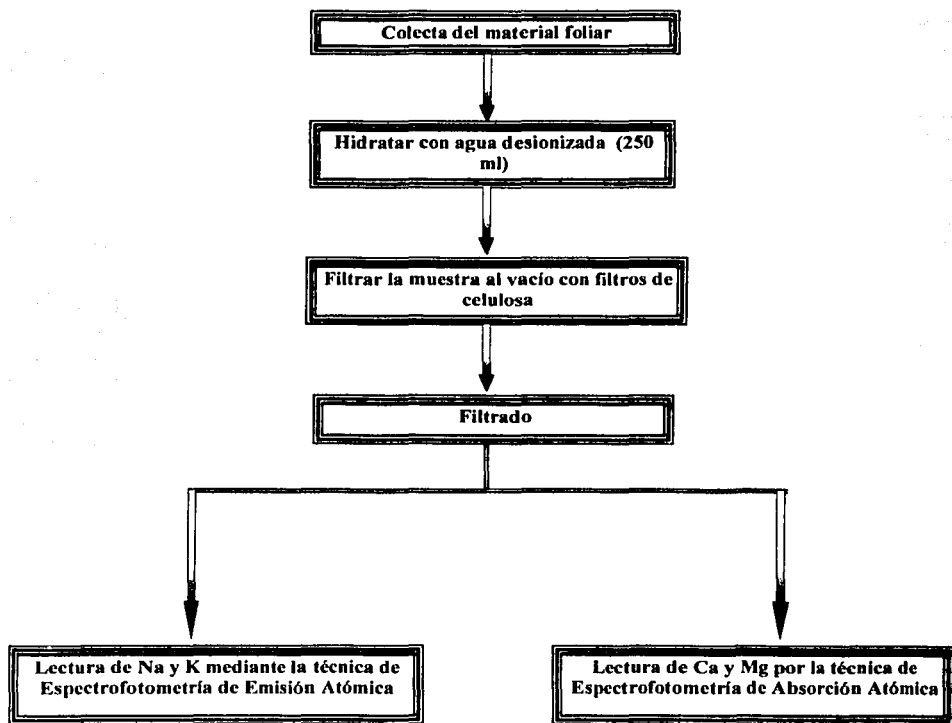 Colecta del material foliar
Hidratar con agua desionizada (250
ml)
Filtrar la muestra al vacío con filtros de
celulosa
Filtrado
Lectura de Na y K mediante la técnica de
Espectrofotometría de Emisión Atómica
Lectura de Ca y Mg por la técnica de
Espectrofotometría de Absorción Atómica